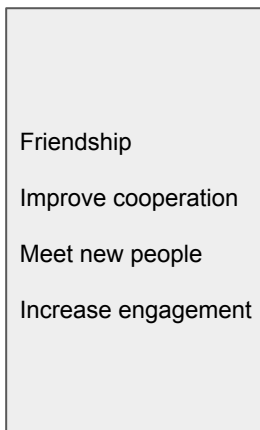 Friendship
Improve cooperation
Meet new people
Increase engagement